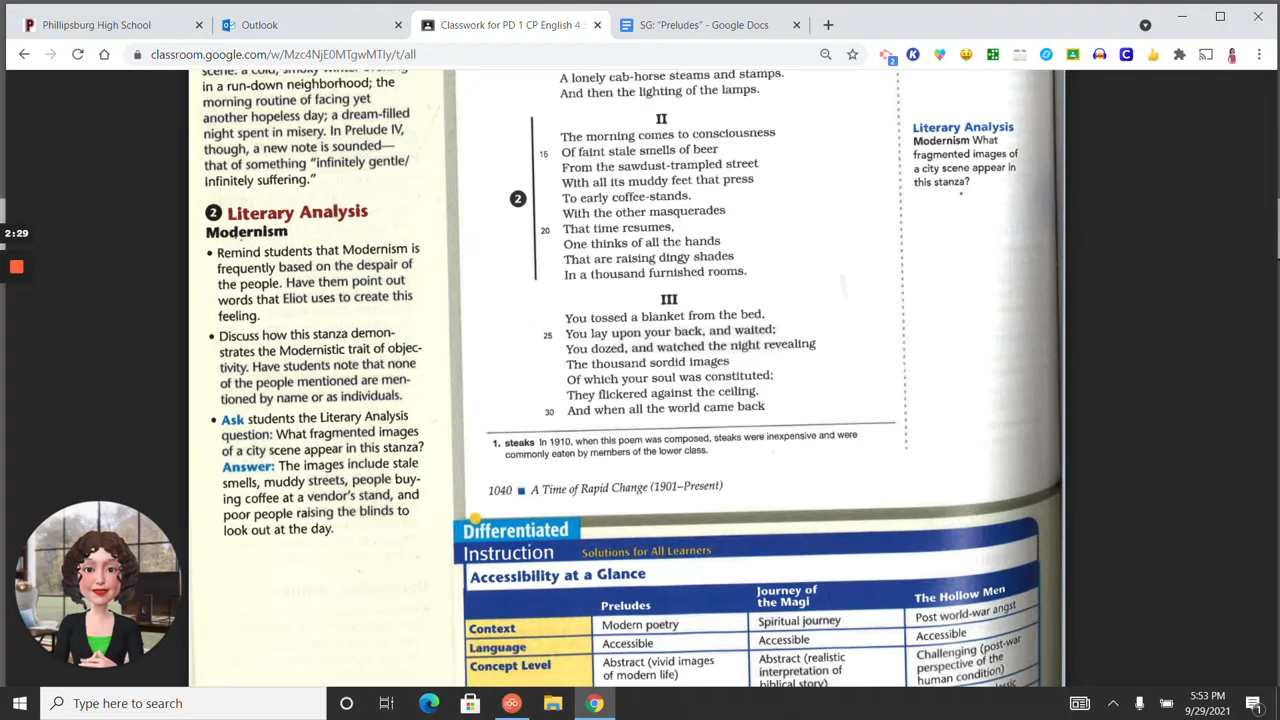 Phillipsburg High School
Outlook
Classwork for PD 1 CP English 4 S
SG: "Preludes" - Google Docs
classroom.google.com/w/Mzc4NjE0MTgwMTIy/t/all
2
2:29
in a run-down neighborhood; the
morning routine of facing yet
another hopeless day; a dream-filled
night spent in misery. In Prelude IV,
though, a new note is sounded—
that of something "infinitely gentle/
Infinitely suffering."
2 Literary Analysis
Modernism
• Remind students that Modernism is
frequently based on the despair of
the people. Have them point out
words that Eliot uses to create this
feeling.
• Discuss how this stanza demon-
strates the Modernistic trait of objec-
tivity. Have students note that none
of the people mentioned are men-
tioned by name or as individuals.
• Ask students the Literary Analysis
question: What fragmented images
of a city scene appear in this stanza?
Answer: The images include stale
smells, muddy streets, people buy-
ing coffee at a vendor's stand, and
poor people raising the blinds to
look out at the day.
A lonely cab-horse steams and stamps.
And then the lighting of the lamps.
II
The morning comes to consciousness
15 Of faint stale smells of beer
From the sawdust-trampled street
With all its muddy feet that press
2 To early coffee-stands.
With the other masquerades
20 That time resumes,
One thinks of all the hands
That are raising dingy shades
In a thousand furnished rooms.
III
You tossed a blanket from the bed,
25 You lay upon your back, and waited;
You dozed, and watched the night revealing
The thousand sordid images
Of which your soul was constituted;
They flickered against the ceiling.
30 And when all the world came back
1. steaks In 1910, when this poem was composed, steaks were inexpensive and were
commonly eaten by members of the lower class.
1040 ■ A Time of Rapid Change (1901–Present)
Literary Analysis
Modernism What
fragmented images of
a city scene appear in
this stanza?
Differentiated
Instruction Solutions for All Learners
Accessibility at a Glance
Preludes Journey of the Magi The Hollow Men
Context Modern poetry Spiritual journey Post world-war angst
Language Accessible Accessible Accessible
Concept Level Abstract (vivid images of modern life) Abstract (realistic interpretation of biblical story) Challenging (post-war perspective of the human condition)
Type here to search
5:53 PM
9/29/2021
1